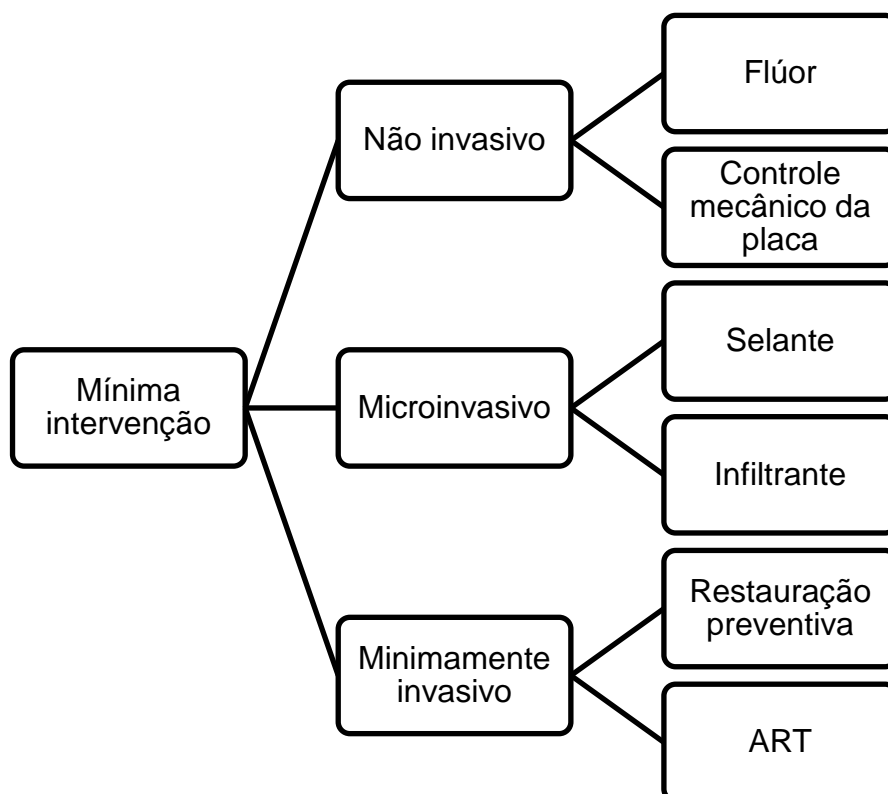 Mínima
intervenção
Não invasivo
Flúor
Controle
mecânico da
placa
Microinvasivo
Selante
Infiltrante
Minimamente
invasivo
Restauração
preventiva
ART